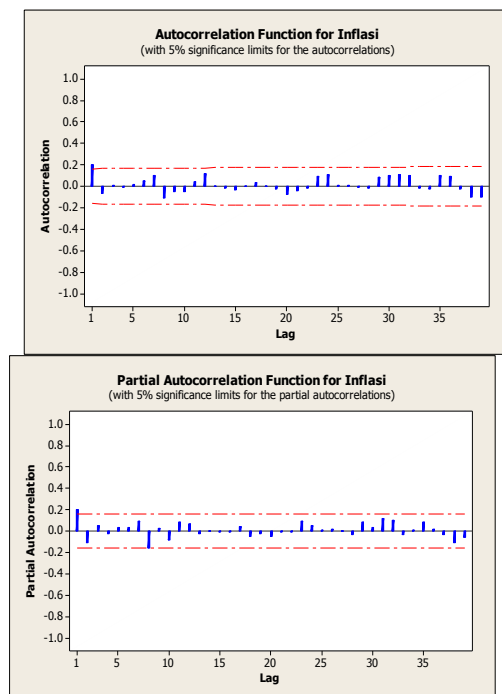 Autocorrelation Function for Inflasi
(with 5% significance limits for the autocorrelations)
Autocorrelation
1.0
0.8
0.6
0.4
0.2
0.0
-0.2
-0.4
-0.6
-0.8
-1.0
1 5 10 15 20 25 30 35
Lag
Partial Autocorrelation Function for Inflasi
(with 5% significance limits for the partial autocorrelations)
Partial Autocorrelation
1.0
0.8
0.6
0.4
0.2
0.0
-0.2
-0.4
-0.6
-0.8
-1.0
1 5 10 15 20 25 30 35
Lag